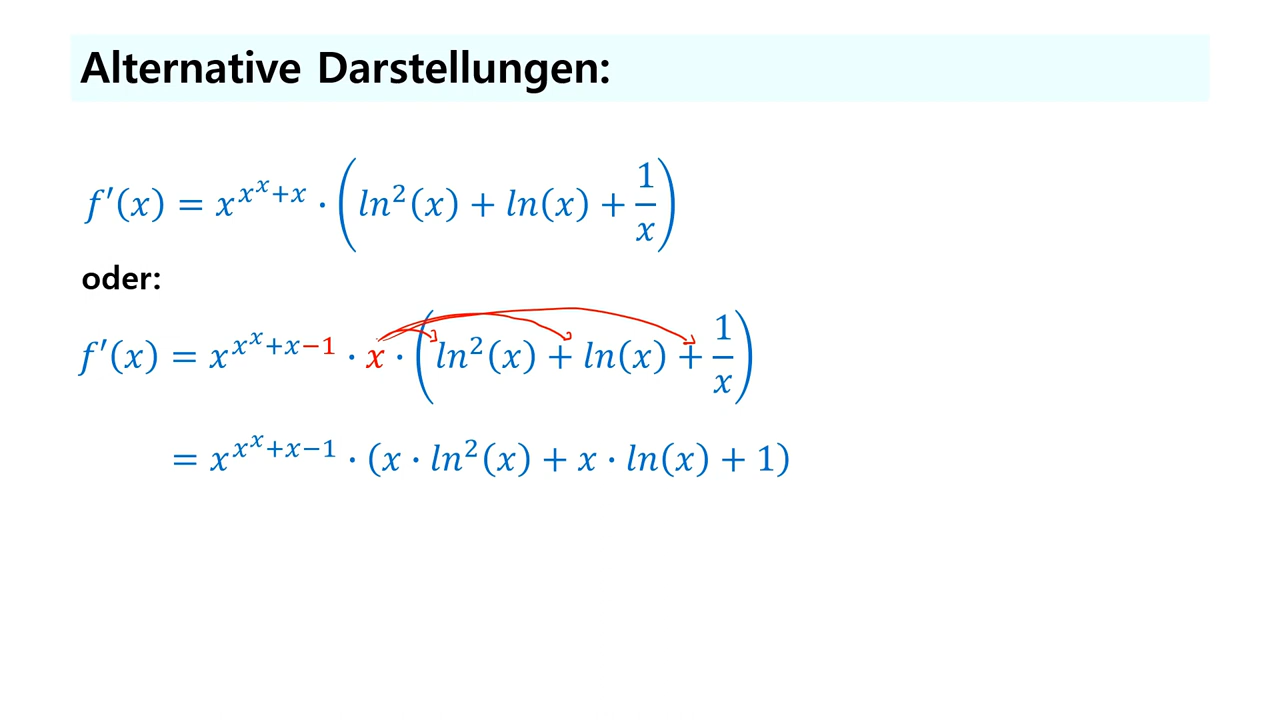 Alternative Darstellungen:
f′(x) = x^(x^x+x) · (ln²(x) + ln(x) + 1/x)
oder:
f′(x) = x^(x^x+x−1) · x · (ln²(x) + ln(x) + 1/x)
= x^(x^x+x−1) · (x · ln²(x) + x · ln(x) + 1)